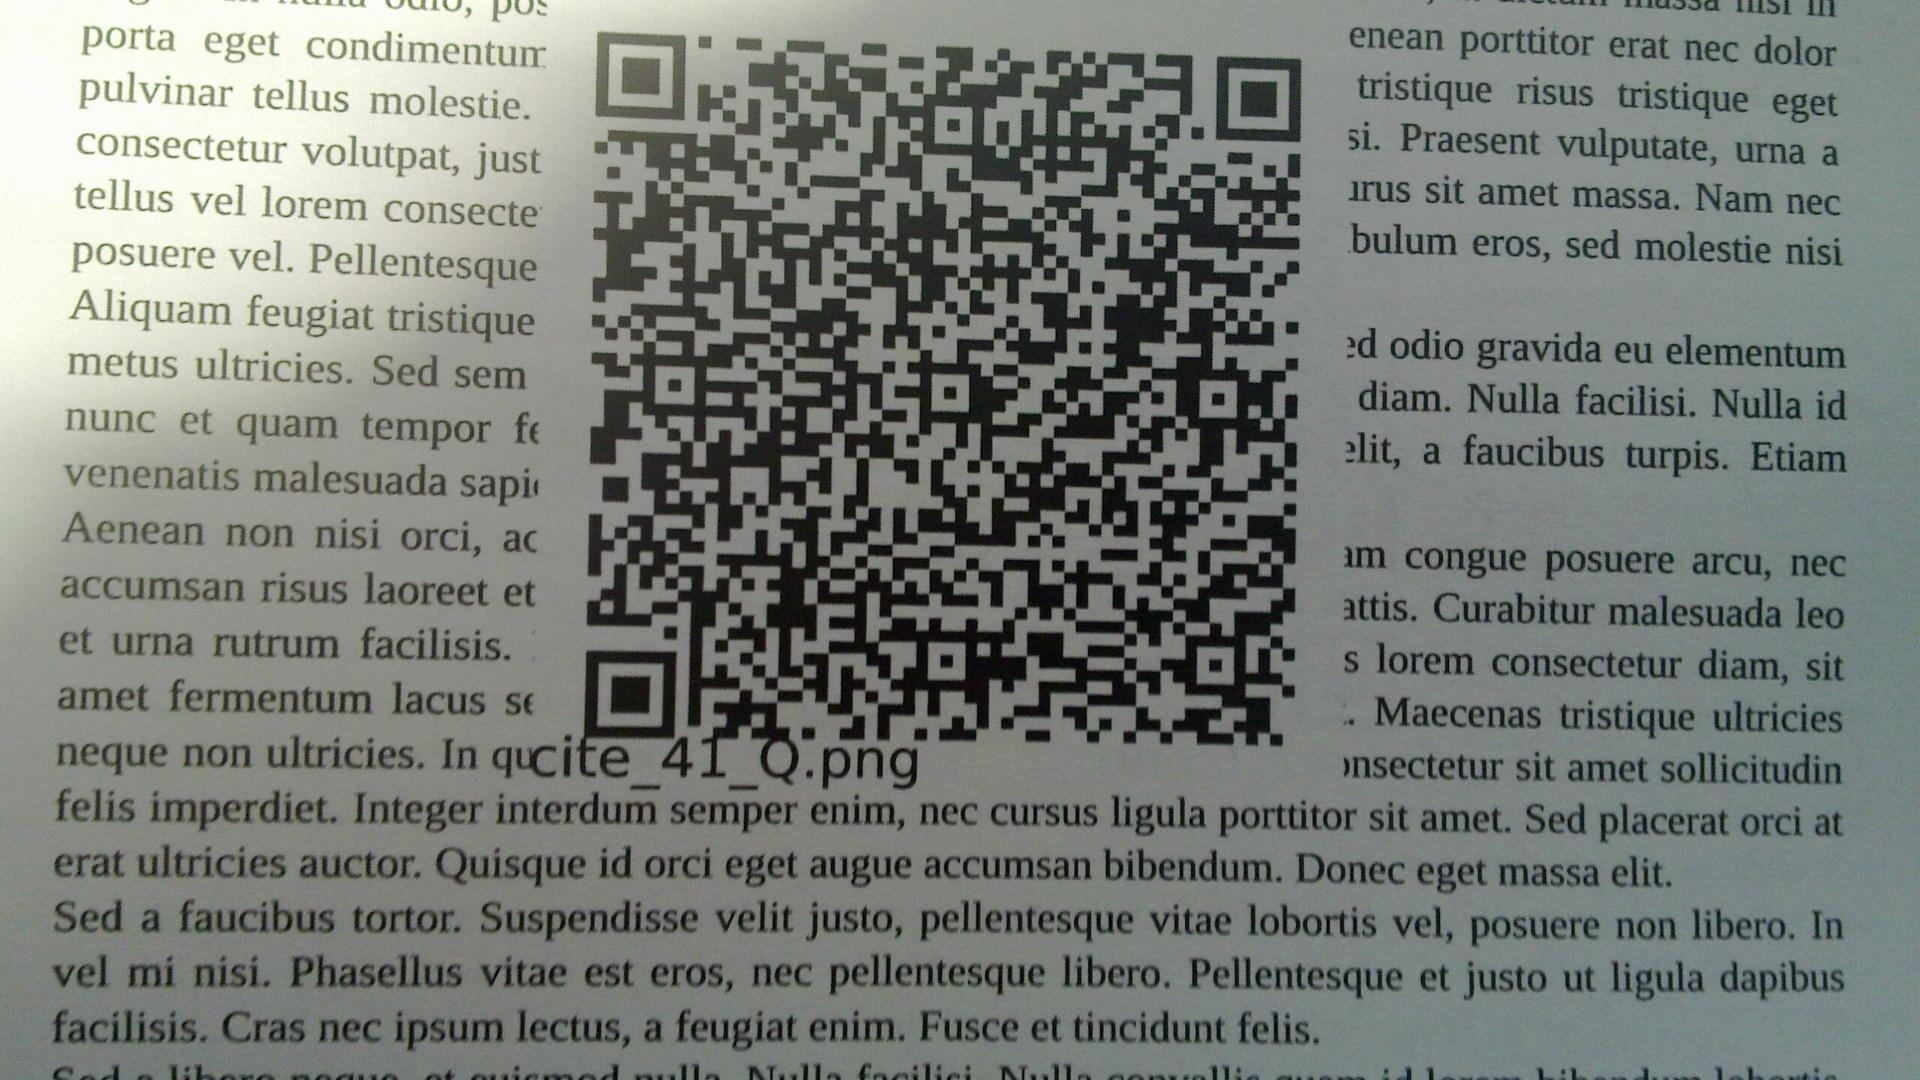 porta eget condimentum enean porttitor erat nec dolor
pulvinar tellus molestie. tristique risus tristique eget
consectetur volutpat, just si. Praesent vulputate, urna a
tellus vel lorem consecte sit amet massa. Nam nec
posuere vel. Pellentesque bulum eros, sed molestie nisi
Aliquam feugiat tristique
metus ultricies. Sed sem ed odio gravida eu elementum
nunc et quam tempor diam. Nulla facilisi. Nulla id
venenatis malesuada sapi elit, a faucibus turpis. Etiam
Aenean non nisi orci, ac
accumsan risus laoreet et am congue posuere arcu, nec
et urna rutrum facilisis. attis. Curabitur malesuada leo
amet fermentum lacus s lorem consectetur diam, sit
neque non ultricies. In Maecenas tristique ultricies
cite_41_Q.png onsectetur sit amet sollicitudin
felis imperdiet. Integer interdum semper enim, nec cursus ligula porttitor sit amet. Sed placerat orci at
erat ultricies auctor. Quisque id orci eget augue accumsan bibendum. Donec eget massa elit.
Sed a faucibus tortor. Suspendisse velit justo, pellentesque vitae lobortis vel, posuere non libero. In
vel mi nisi. Phasellus vitae est eros, nec pellentesque libero. Pellentesque et justo ut ligula dapibus
facilisis. Cras nec ipsum lectus, a feugiat enim. Fusce et tincidunt felis.